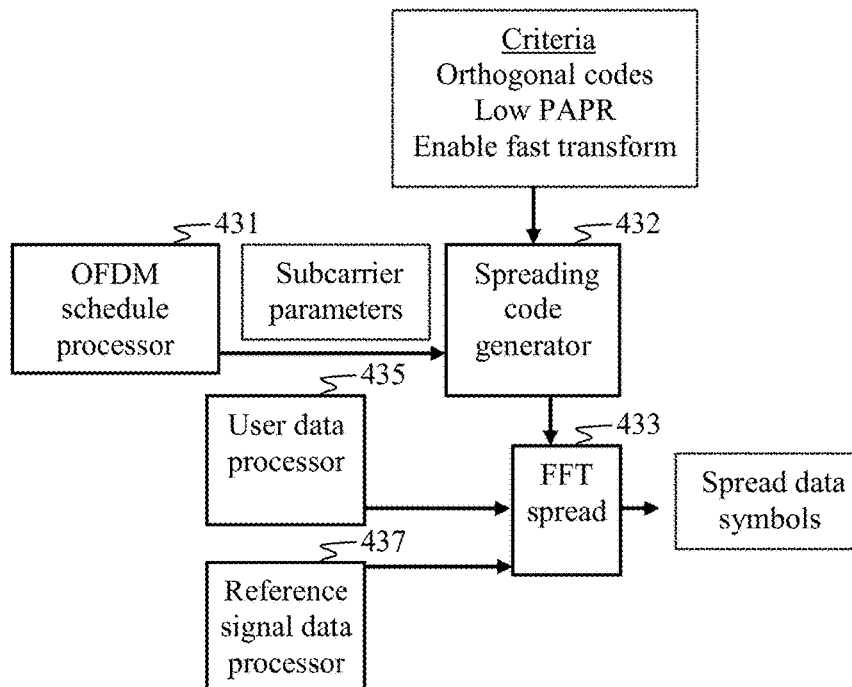 Criteria
Orthogonal codes
Low PAPR
Enable fast transform
431
432
OFDM
schedule
processor
Subcarrier
parameters
Spreading
code
generator
435
User data
processor
433
FFT
spread
Spread data
symbols
437
Reference
signal data
processor